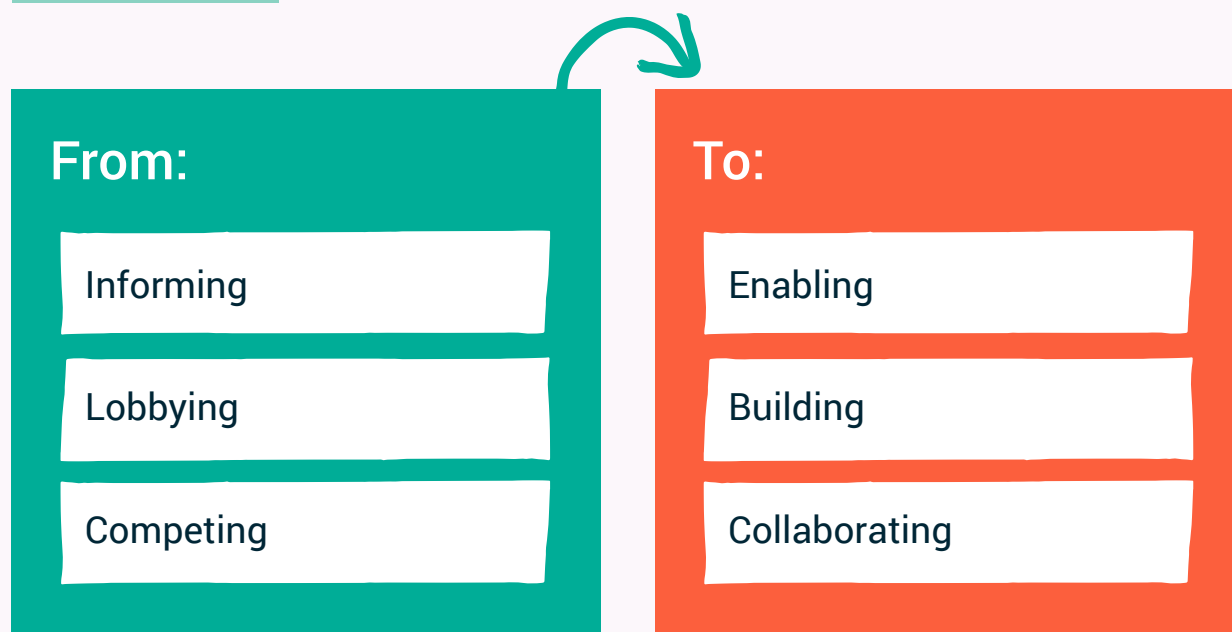 From:
Informing
Lobbying
Competing
To:
Enabling
Building
Collaborating